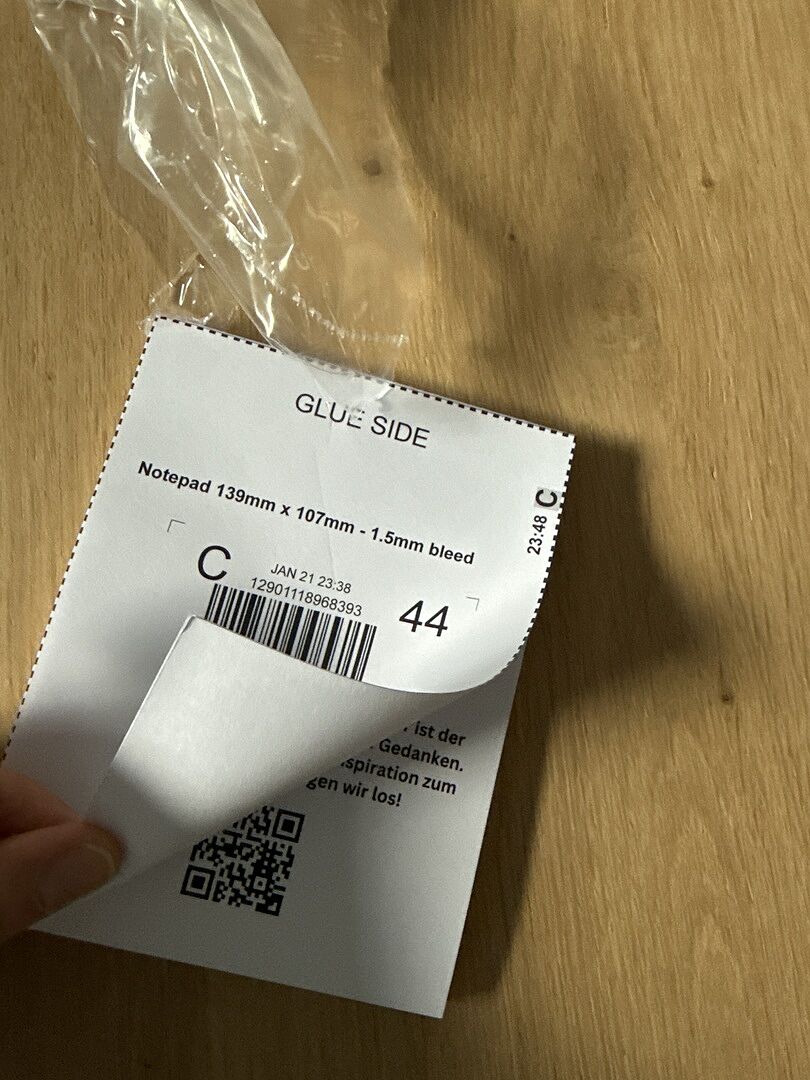 GLUE SIDE
Notepad 139mm x 107mm - 1.5mm bleed
23:48 C
C
JAN 21 23:38
12901118968393
44
ist der
Gedanken.
spiration zum
gen wir los!